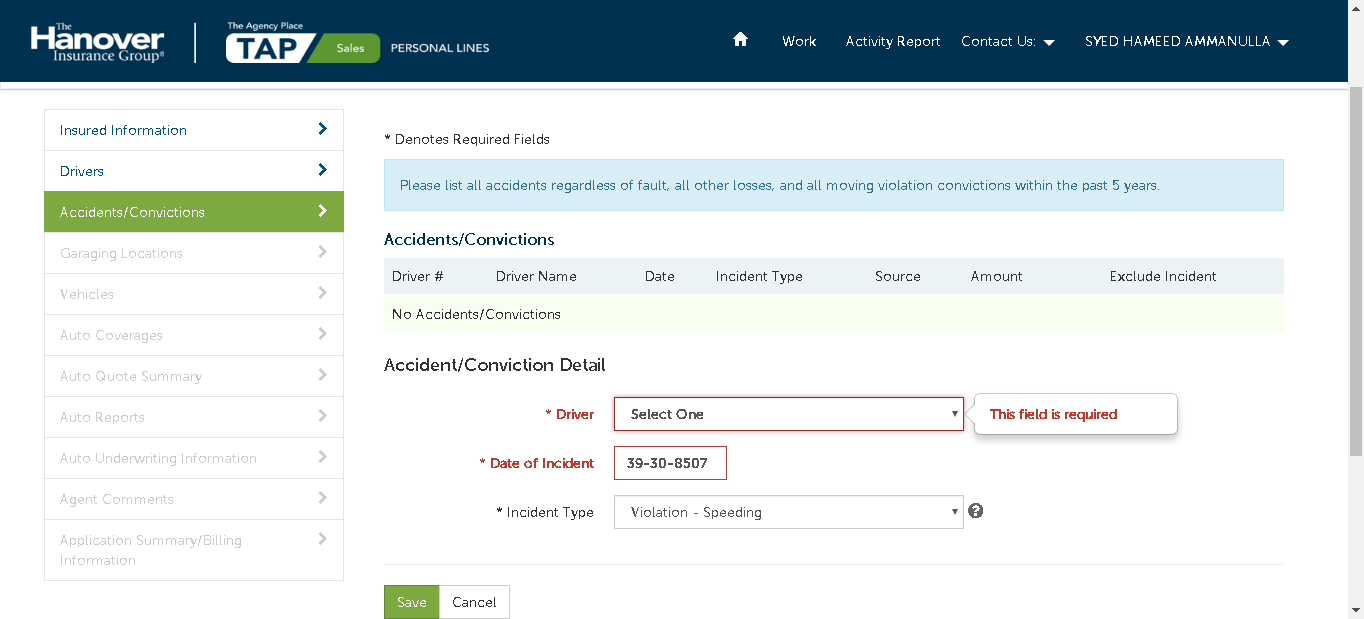 The
Hanover
Insurance Group®
The Agency Place
TAP Sales PERSONAL LINES
Work Activity Report Contact Us: SYED HAMEED AMMANULLA
Insured Information
Drivers
Accidents/Convictions
Garaging Locations
Vehicles
Auto Coverages
Auto Quote Summary
Auto Reports
Auto Underwriting Information
Agent Comments
Application Summary/Billing
Information
* Denotes Required Fields
Please list all accidents regardless of fault, all other losses, and all moving violation convictions within the past 5 years.
Accidents/Convictions
Driver # Driver Name Date Incident Type Source Amount Exclude Incident
No Accidents/Convictions
Accident/Conviction Detail
* Driver Select One This field is required
* Date of Incident 39-30-8507
* Incident Type Violation - Speeding ?
Save Cancel